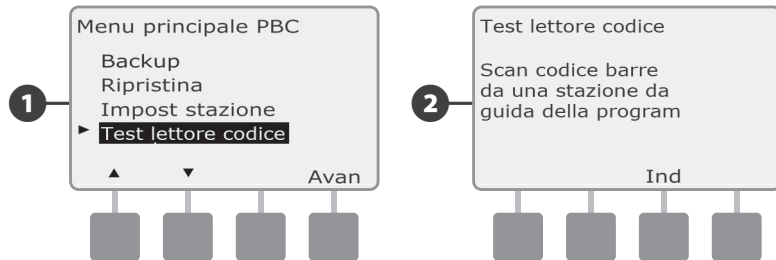 1
Menu principale PBC
Backup
Ripristina
Impost stazione
Test lettore codice
Avan
2
Test lettore codice
Scan codice barre
da una stazione da
guida della program
Ind